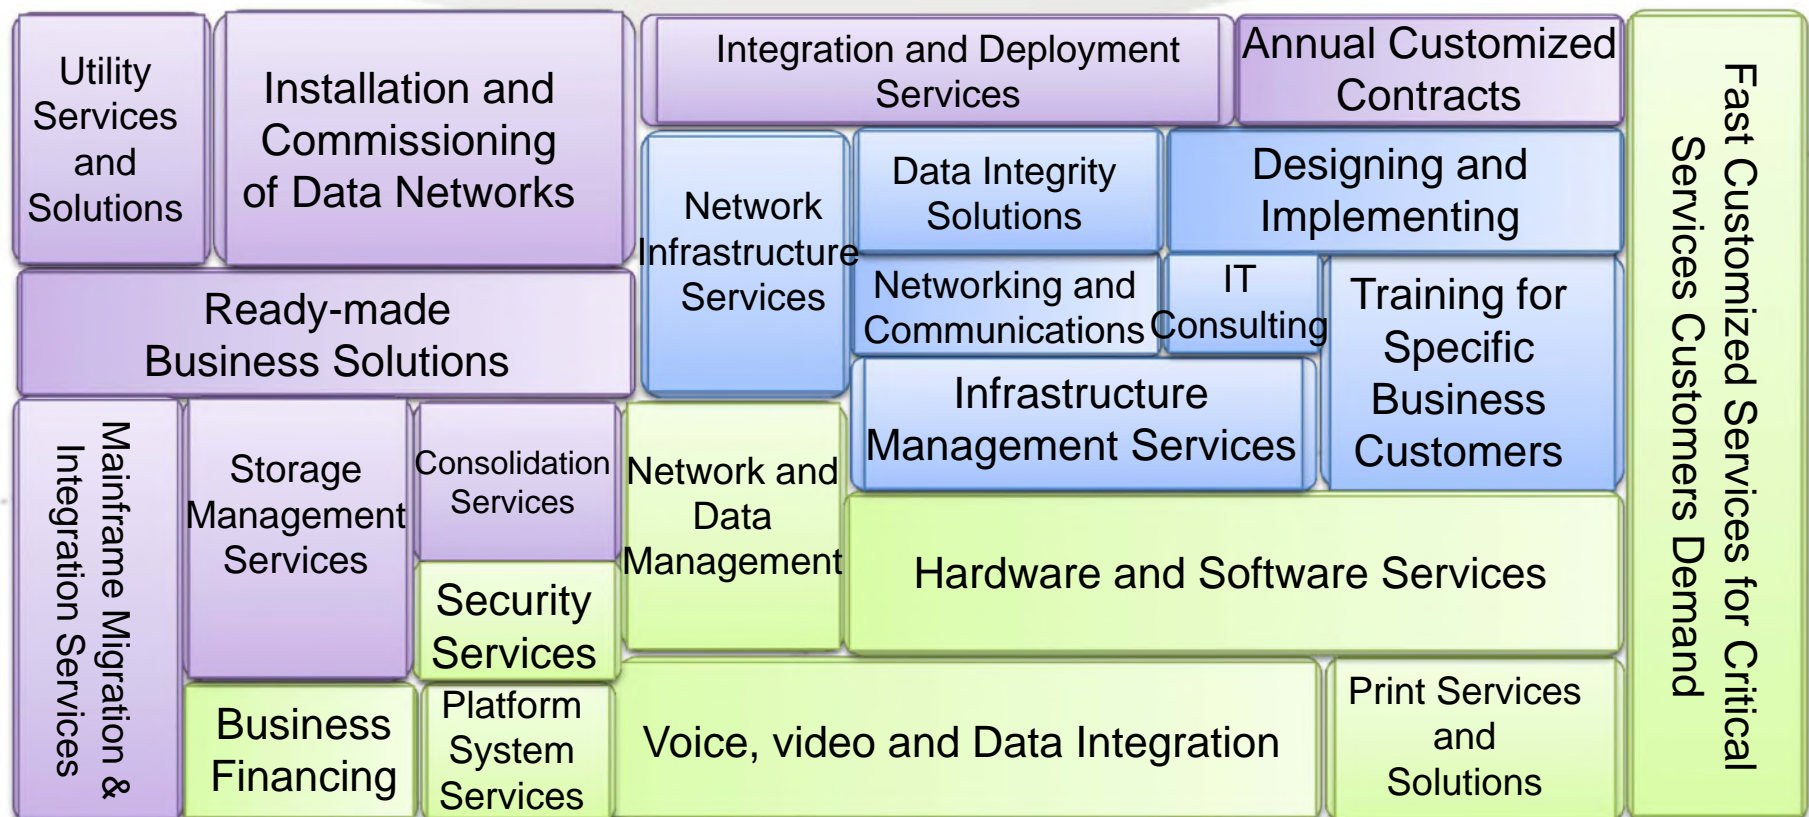 Utility
Services
and
Solutions
Installation and
Commissioning
of Data Networks
Integration and Deployment
Services
Annual Customized
Contracts
Fast Customized Services for Critical
Services Customers Demand
Network
Infrastructure
Services
Data Integrity
Solutions
Designing and
Implementing
Ready-made
Business Solutions
Networking and
Communications
IT
Consulting
Training for
Specific
Business
Customers
Infrastructure
Management Services
Mainframe Migration &
Integration Services
Storage
Management
Services
Consolidation
Services
Network and
Data
Management
Hardware and Software Services
Security
Services
Business
Financing
Platform
System
Services
Voice, video and Data Integration
Print Services
and
Solutions